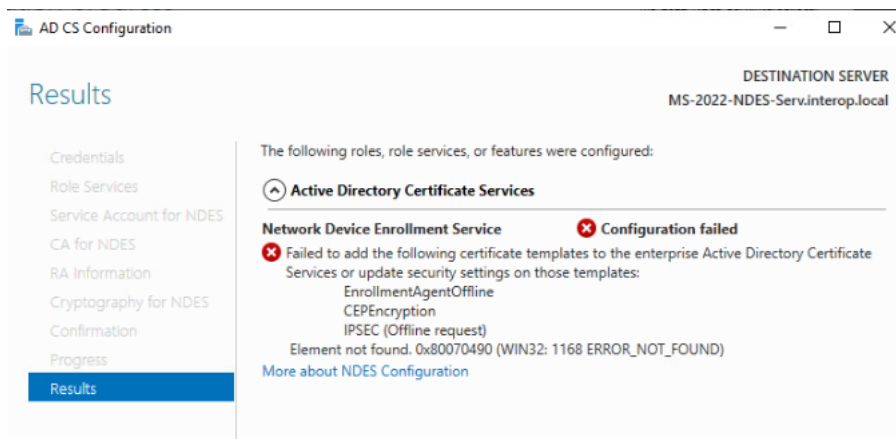 AD CS Configuration
Results
DESTINATION SERVER
MS-2022-NDES-Serv.interop.local
Credentials
Role Services
Service Account for NDES
CA for NDES
RA Information
Cryptography for NDES
Confirmation
Progress
Results
The following roles, role services, or features were configured:
Active Directory Certificate Services
Network Device Enrollment Service Configuration failed
Failed to add the following certificate templates to the enterprise Active Directory Certificate
Services or update security settings on those templates:
EnrollmentAgentOffline
CEPEncryption
IPSEC (Offline request)
Element not found. 0x80070490 (WIN32: 1168 ERROR_NOT_FOUND)
More about NDES Configuration